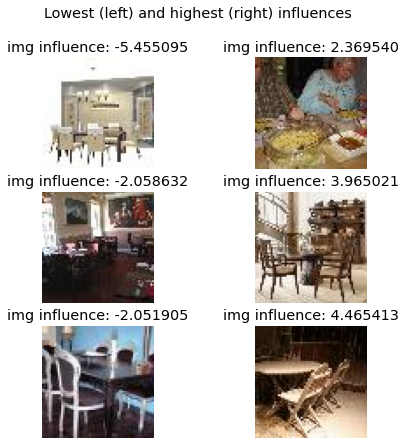 Lowest (left) and highest (right) influences
img influence: -5.455095
img influence: 2.369540
img influence: -2.058632
img influence: 3.965021
img influence: -2.051905
img influence: 4.465413